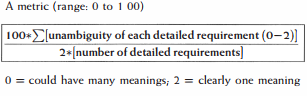 A metric (range: 0 to 1 00)
100*∑[unambiguity of each detailed requirement (0–2)]
2*[number of detailed requirements]
0 = could have many meanings; 2 = clearly one meaning